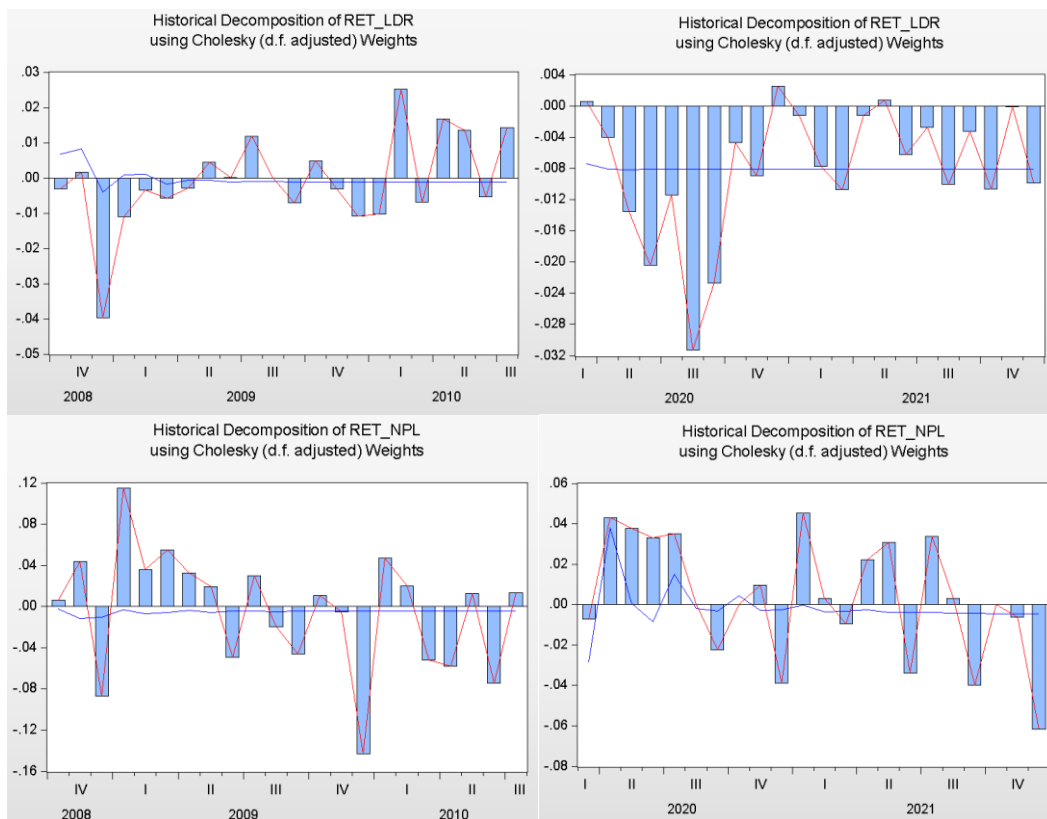 Historical Decomposition of RET_LDR
using Cholesky (d.f. adjusted) Weights
.03
.02
.01
.00
-.01
-.02
-.03
-.04
-.05
IV I II III IV I II III
2008 2009 2010
Historical Decomposition of RET_LDR
using Cholesky (d.f. adjusted) Weights
.004
.000
-.004
-.008
-.012
-.016
-.020
-.024
-.028
-.032
I II III IV I II III IV
2020 2021
Historical Decomposition of RET_NPL
using Cholesky (d.f. adjusted) Weights
.12
.08
.04
.00
-.04
-.08
-.12
-.16
IV I II III IV I II III
2008 2009 2010
Historical Decomposition of RET_NPL
using Cholesky (d.f. adjusted) Weights
.06
.04
.02
.00
-.02
-.04
-.06
-.08
I II III IV I II III IV
2020 2021